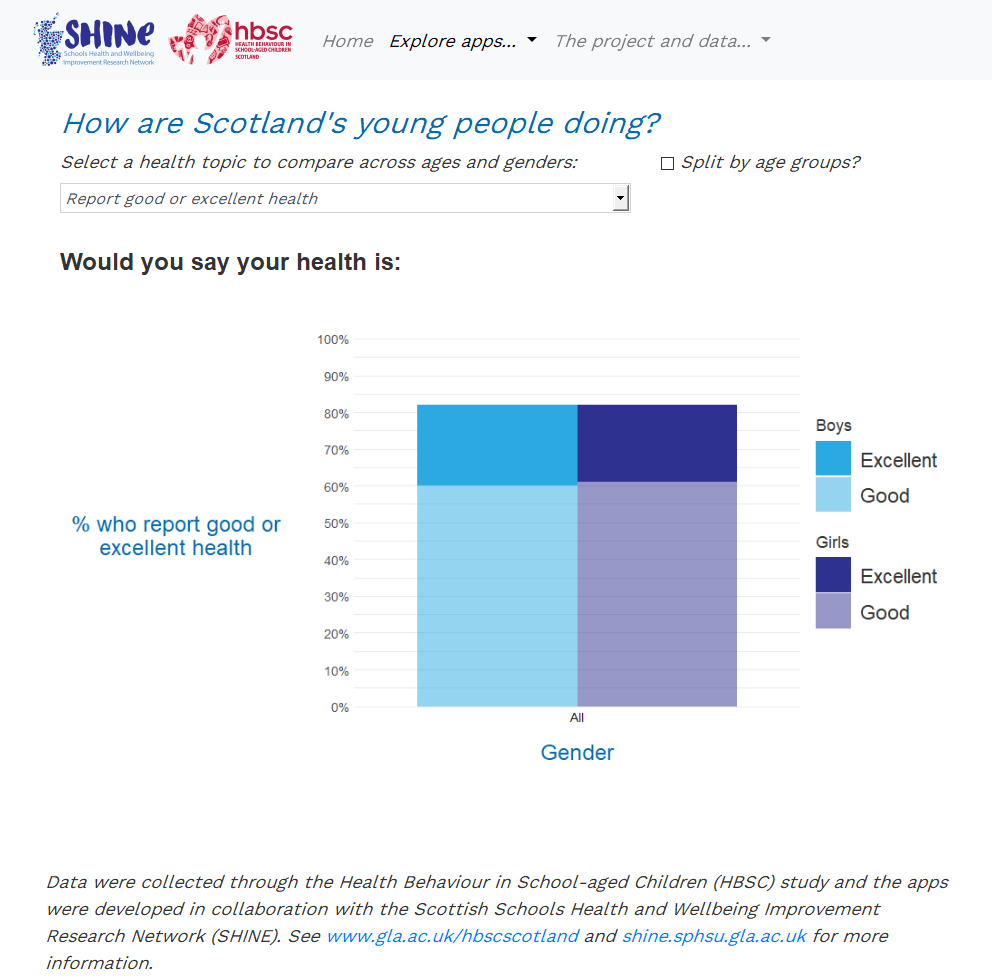 SHINE
Schools Health and Wellbeing
Improvement Research Network
hbsc
HEALTH BEHAVIOUR IN
SCHOOL-AGED CHILDREN
SCOTLAND
Home Explore apps... The project and data...
How are Scotland's young people doing?
Select a health topic to compare across ages and genders:
Split by age groups?
Report good or excellent health
Would you say your health is:
% who report good or
excellent health
100%
90%
80%
70%
60%
50%
40%
30%
20%
10%
0%
All
Gender
Boys
Excellent
Good
Girls
Excellent
Good
Data were collected through the Health Behaviour in School-aged Children (HBSC) study and the apps
were developed in collaboration with the Scottish Schools Health and Wellbeing Improvement
Research Network (SHINE). See www.gla.ac.uk/hbscscotland and shine.sphsu.gla.ac.uk for more
information.